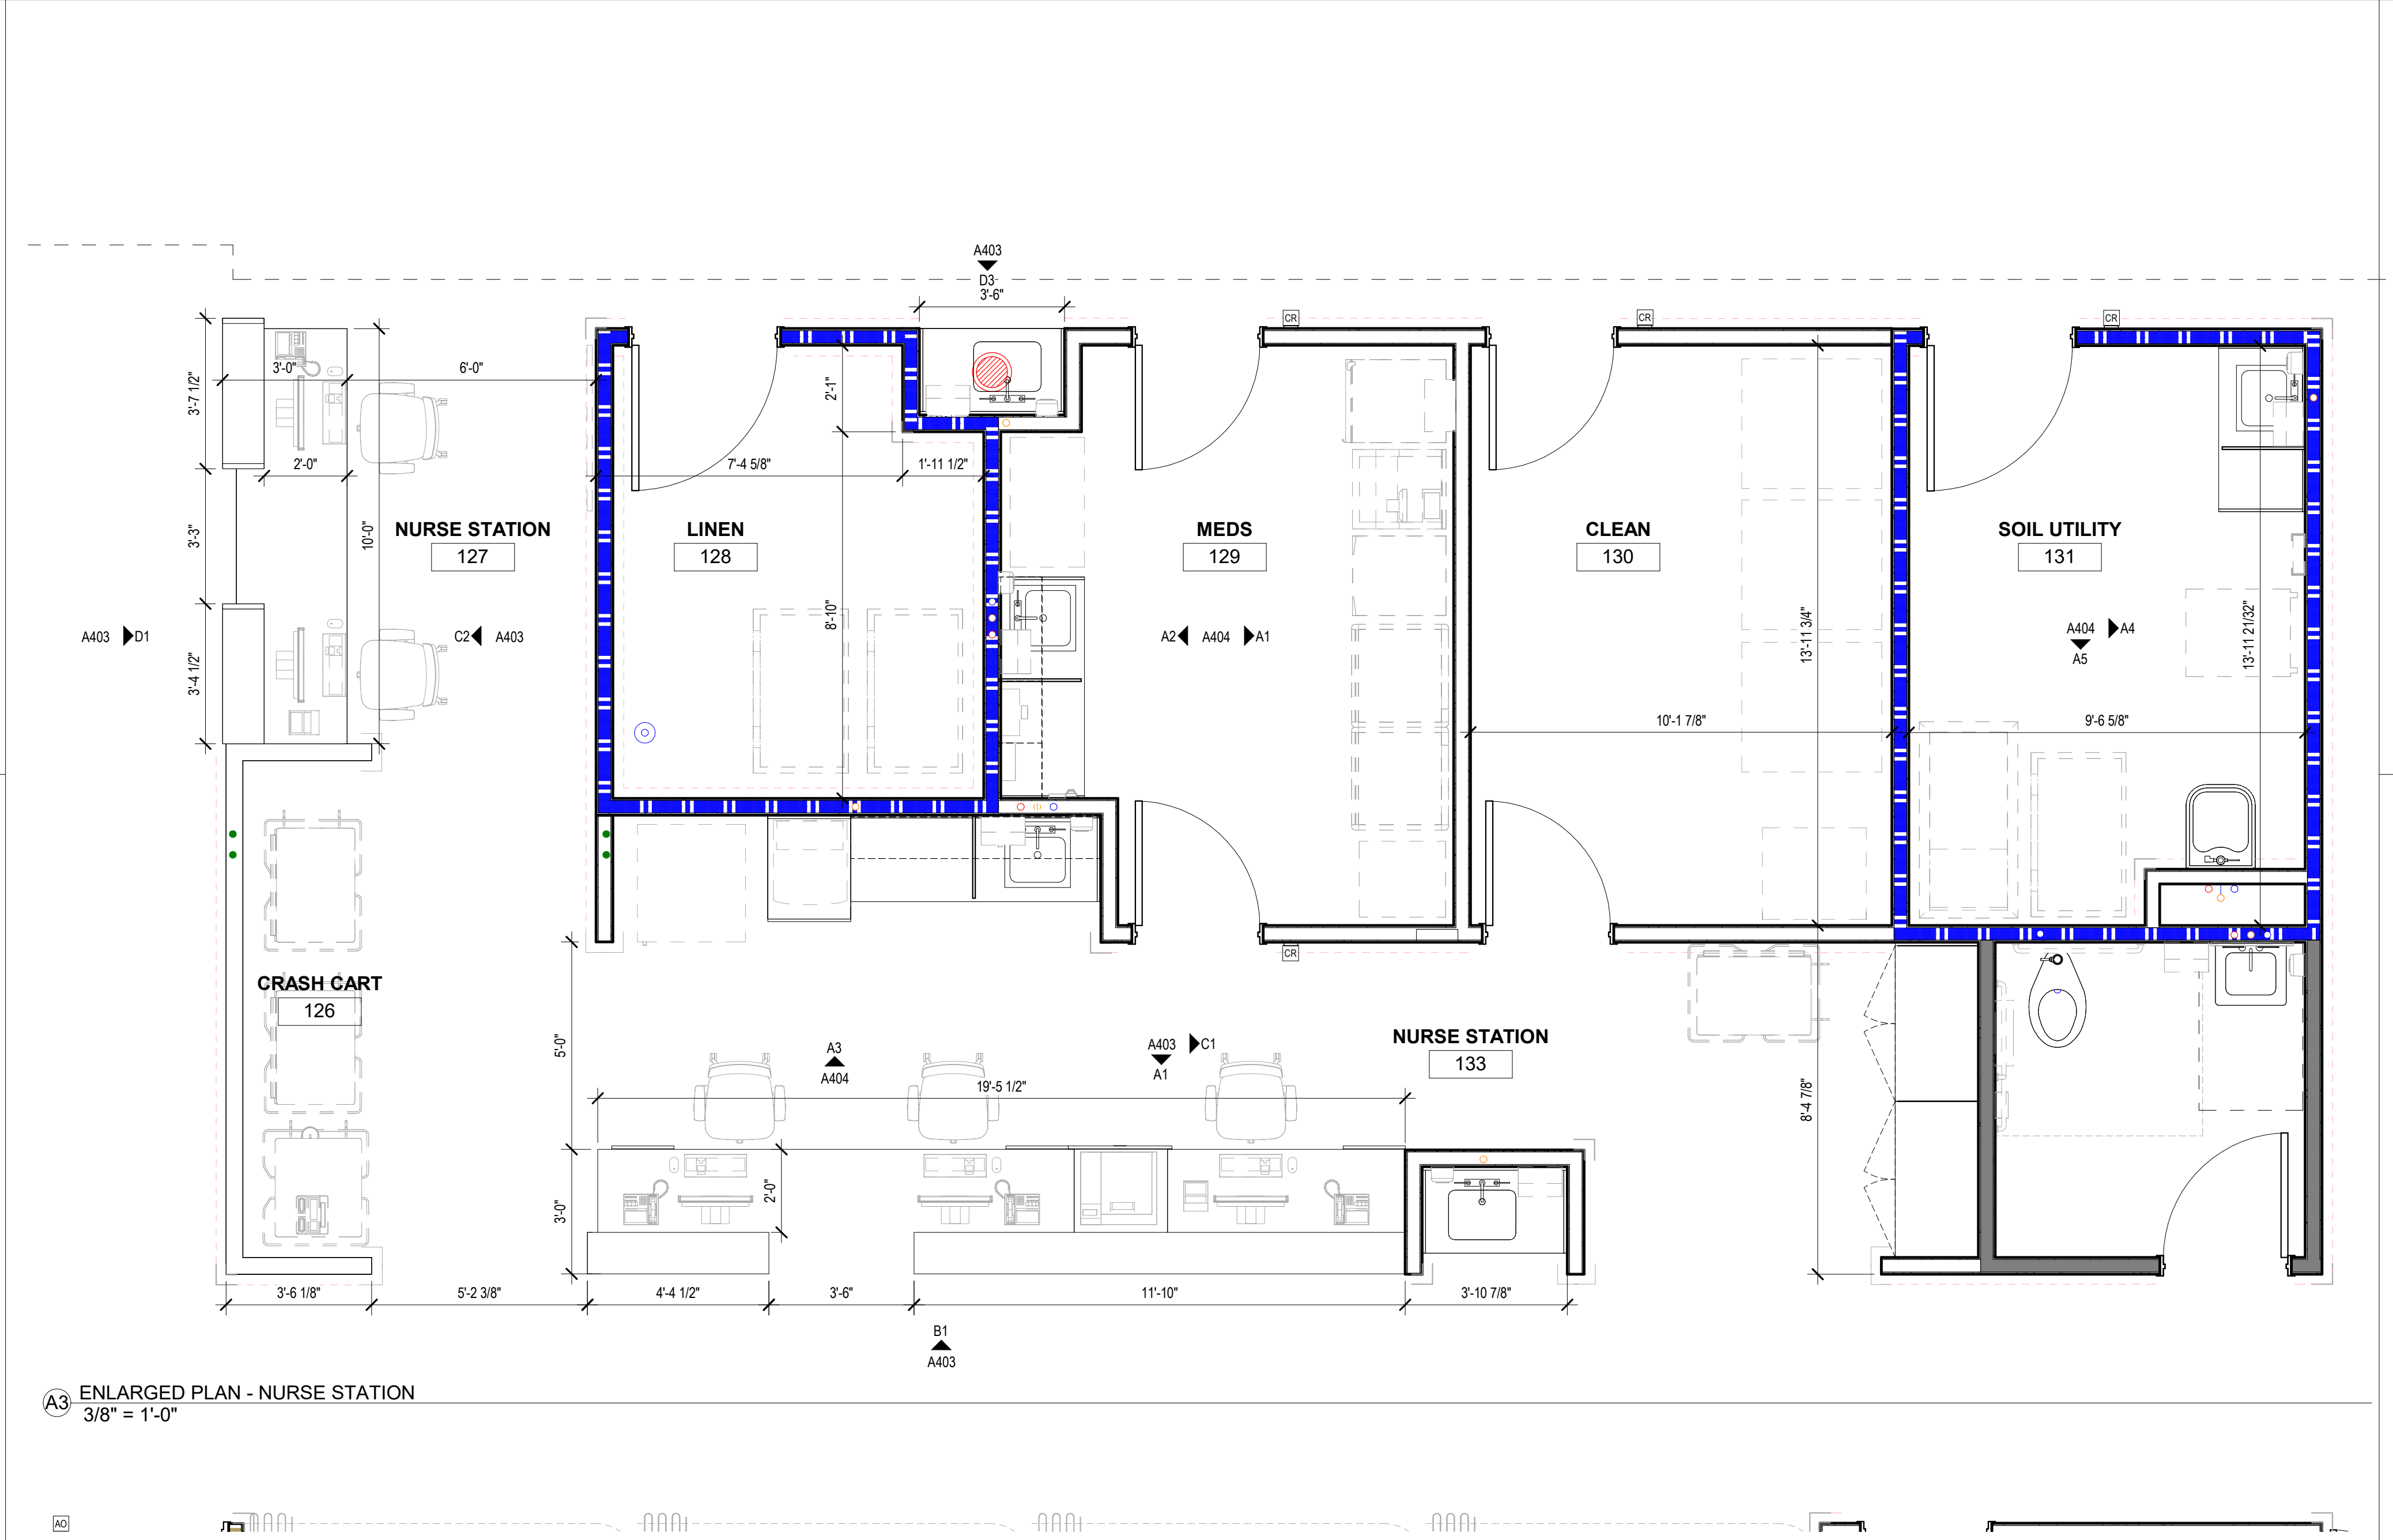 A403
D3
3'-6"
CR
CR
CR
3'-0"
6'-0"
3'-7 1/2"
2'-1"
2'-0"
7'-4 5/8"
1'-11 1/2"
3'-3"
10'-0"
NURSE STATION
127
LINEN
128
MEDS
129
CLEAN
130
SOIL UTILITY
131
8'-10"
13'-11 3/4"
13'-11 21/32"
A403
D1
C2
A403
A2
A404
A1
A404
A4
A5
3'-4 1/2"
10'-1 7/8"
9'-6 5/8"
CR
CRASH CART
126
5'-0"
A3
A404
A403
C1
A1
NURSE STATION
133
19'-5 1/2"
8'-4 7/8"
2'-0"
3'-0"
3'-6 1/8"
5'-2 3/8"
4'-4 1/2"
3'-6"
11'-10"
3'-10 7/8"
B1
A403
A3
ENLARGED PLAN - NURSE STATION
3/8" = 1'-0"
AO